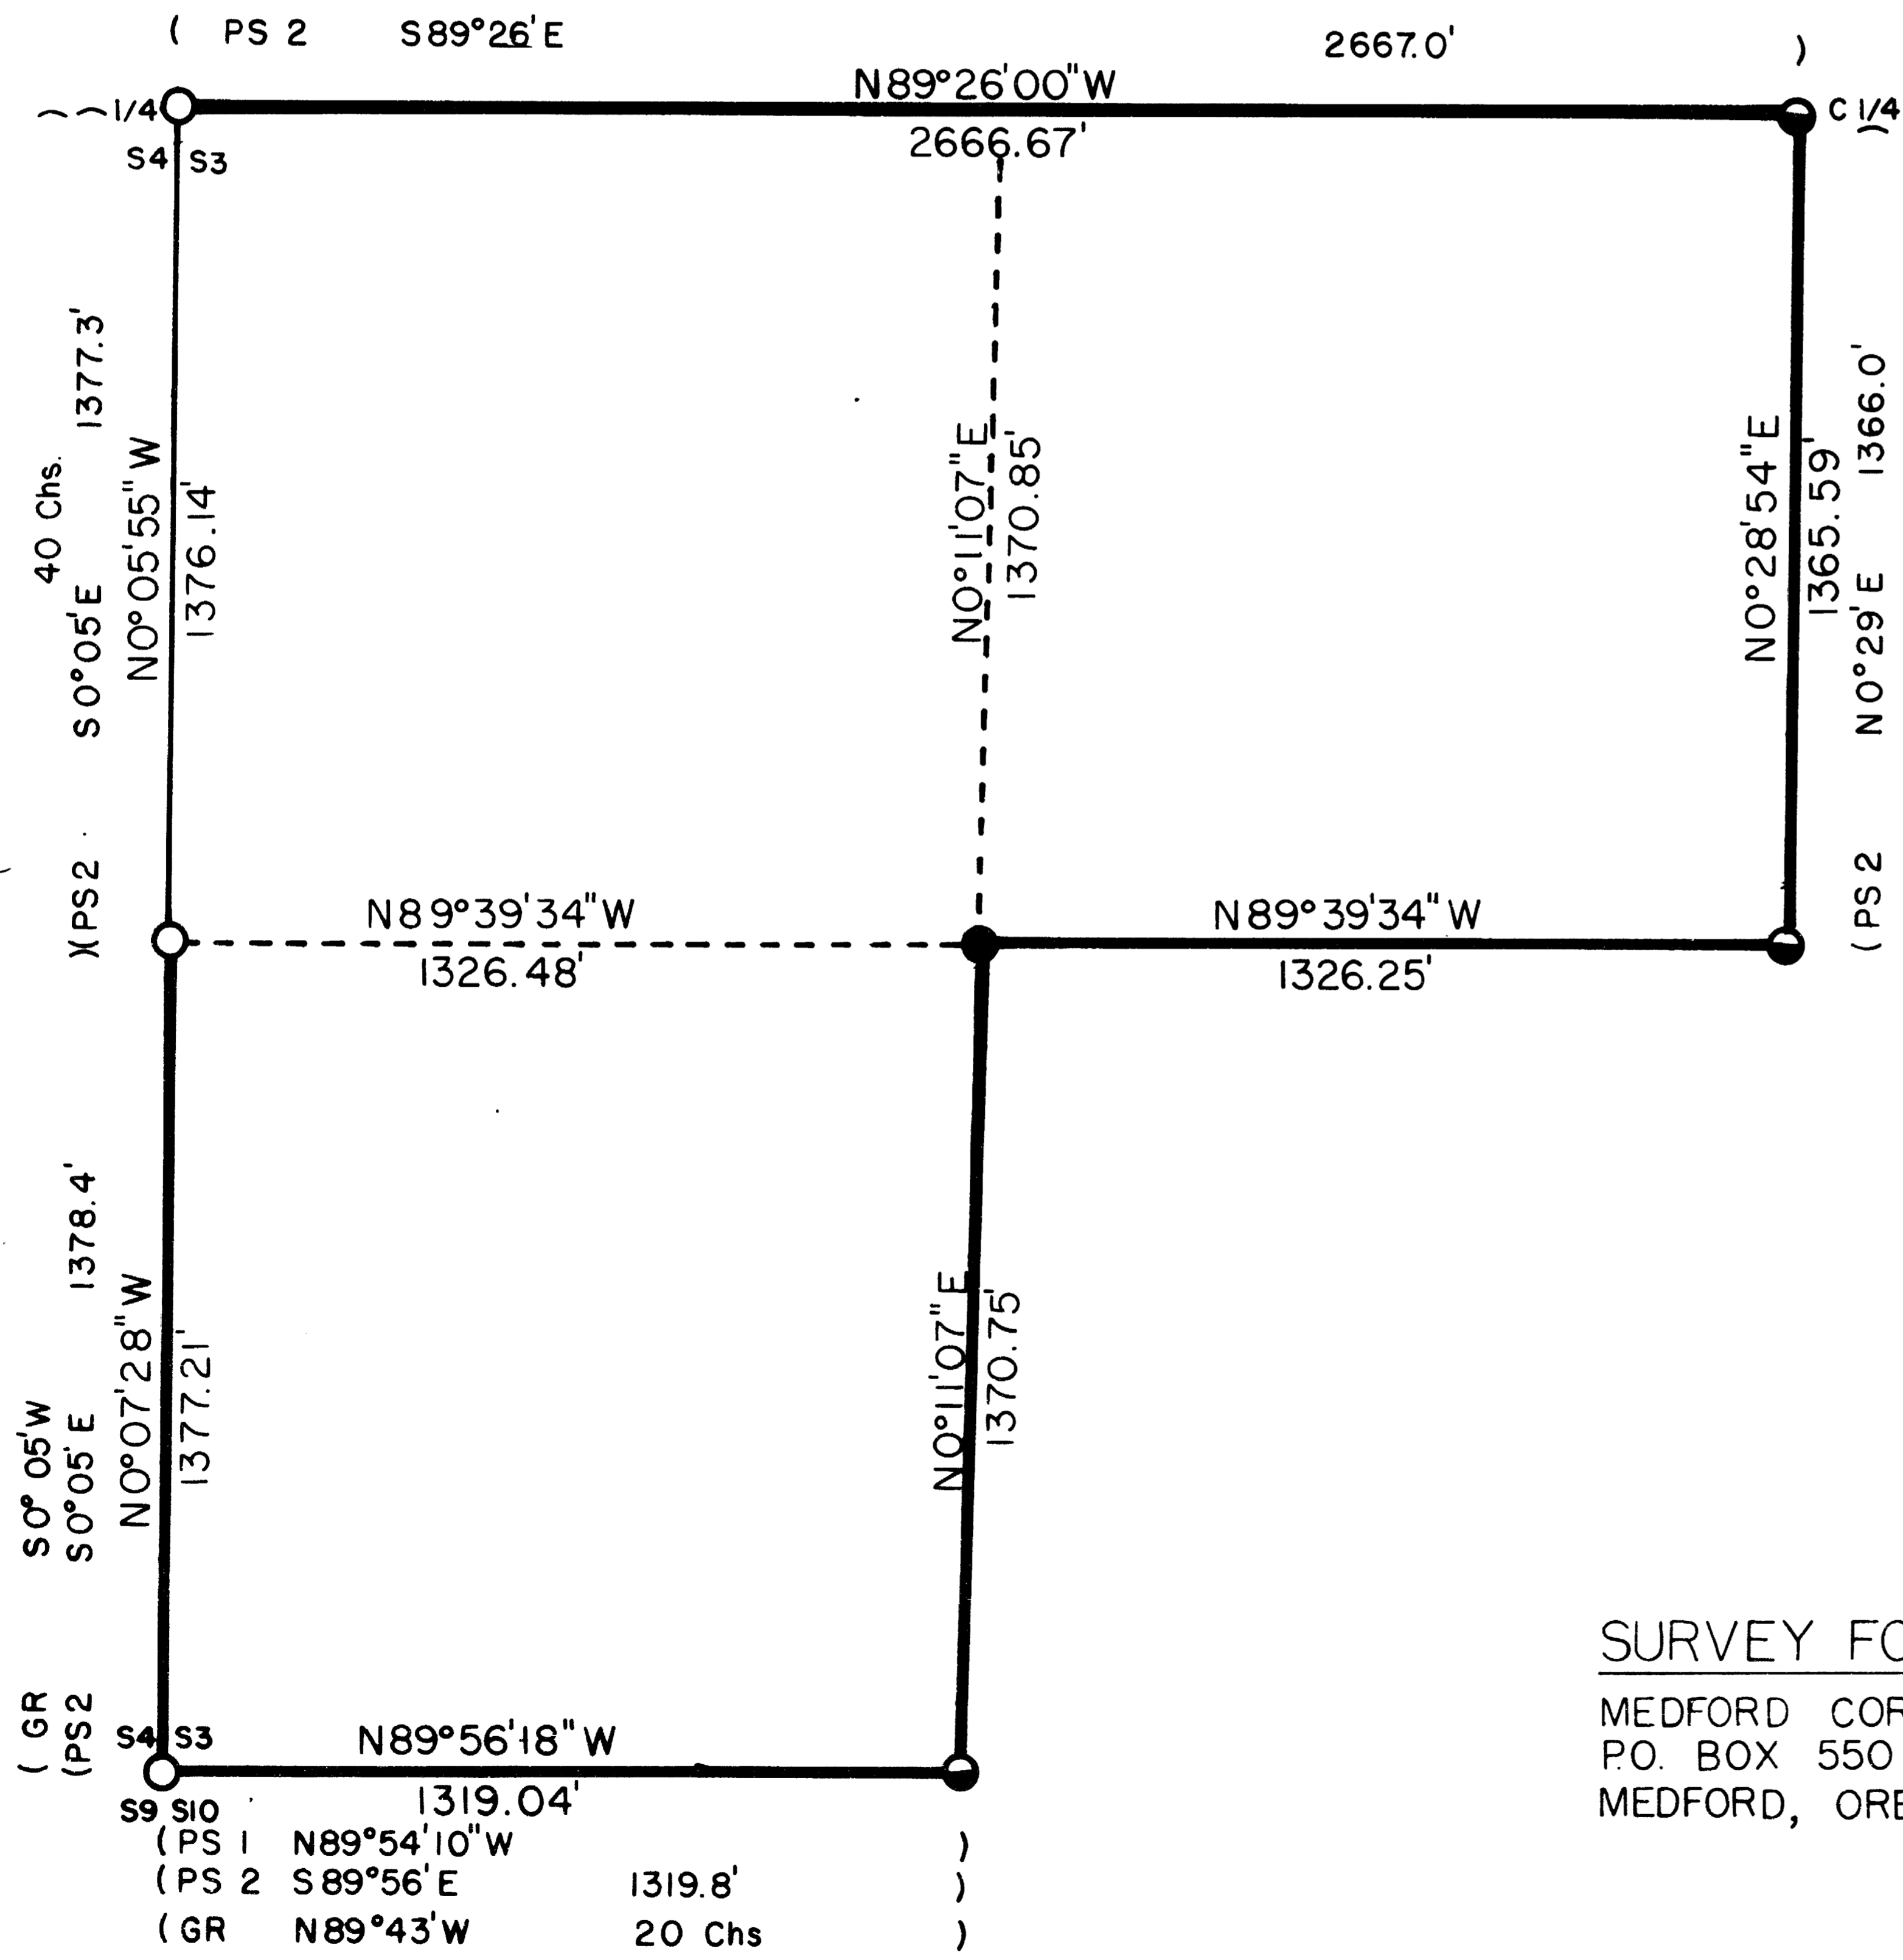 ( PS 2 S89°26'E 2667.0' )
N89°26'00"W
2666.67'
) ) 1/4
C 1/4 )
S4 S3
40 Chs.
S0°05'E 1377.3'
N0°05'55"W
1376.14'
N0°11'07"E
1370.85'
N0°28'54"E
1365.59'
(PS 2 N0°29'E 1366.0'
)(PS2
N89°39'34"W
1326.48'
N89°39'34"W
1326.25'
( GR S0°05'W
(PS2 S0°05'E 1378.4'
N0°07'28"W
1377.21'
N0°11'07"E
1370.75'
S4 S3
N89°56'18"W
1319.04'
S9 S10
(PS 1 N89°54'10"W )
(PS 2 S89°56'E 1319.8' )
(GR N89°43'W 20 Chs )
SURVEY FO
MEDFORD COR
P.O. BOX 550
MEDFORD, ORE